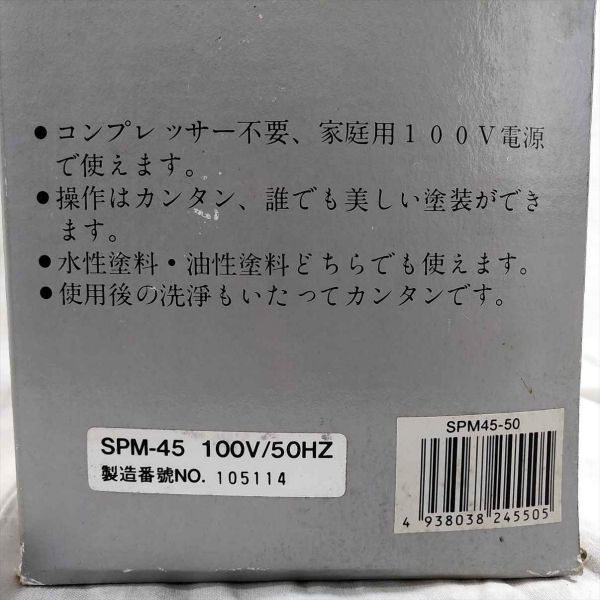 ●コンプレッサー不要、家庭用100V電源
で使えます。
●操作はカンタン、誰でも美しい塗装ができ
ます。
●水性塗料・油性塗料どちらでも使えます。
●使用後の洗淨もいたってカンタンです。
SPM-45 100V/50HZ
製造番號NO. 105114
SPM45-50
4 938038 245505